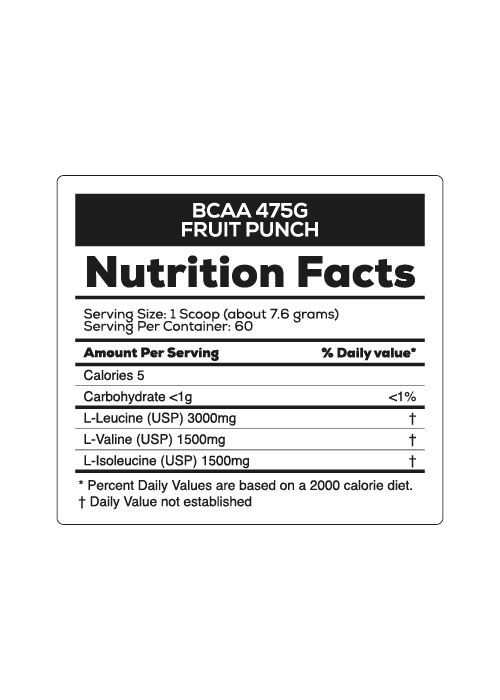 BCAA 475G
FRUIT PUNCH
Nutrition Facts
Serving Size: 1 Scoop (about 7.6 grams)
Serving Per Container: 60
Amount Per Serving % Daily value*
Calories 5
Carbohydrate <1g <1%
L-Leucine (USP) 3000mg †
L-Valine (USP) 1500mg †
L-Isoleucine (USP) 1500mg †
* Percent Daily Values are based on a 2000 calorie diet.
† Daily Value not established